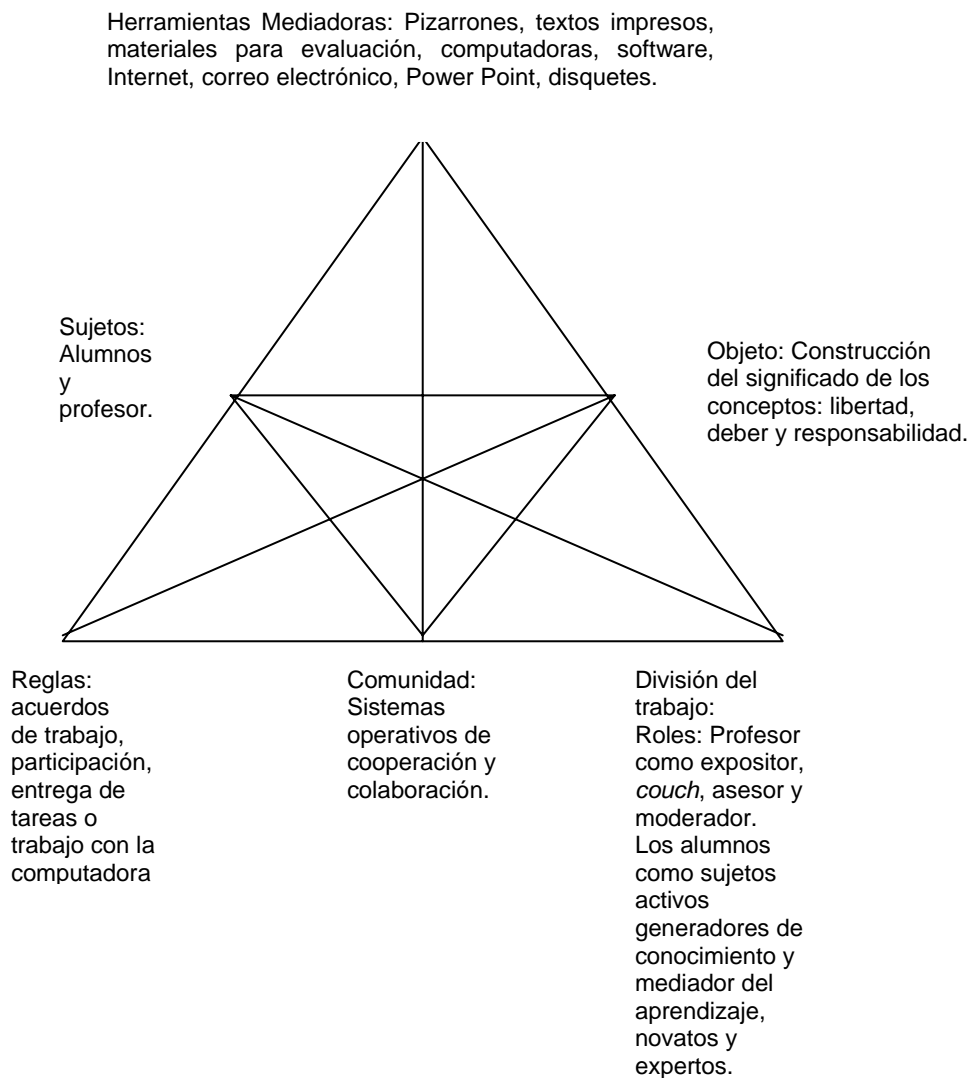 Herramientas Mediadoras: Pizarrones, textos impresos,
materiales para evaluación, computadoras, software,
Internet, correo electrónico, Power Point, disquetes.
Sujetos:
Alumnos
y
profesor.
Objeto: Construcción
del significado de los
conceptos: libertad,
deber y responsabilidad.
Reglas:
acuerdos
de trabajo,
participación,
entrega de
tareas o
trabajo con la
computadora
Comunidad:
Sistemas
operativos de
cooperación y
colaboración.
División del
trabajo:
Roles: Profesor
como expositor,
couch, asesor y
moderador.
Los alumnos
como sujetos
activos
generadores de
conocimiento y
mediador del
aprendizaje,
novatos y
expertos.